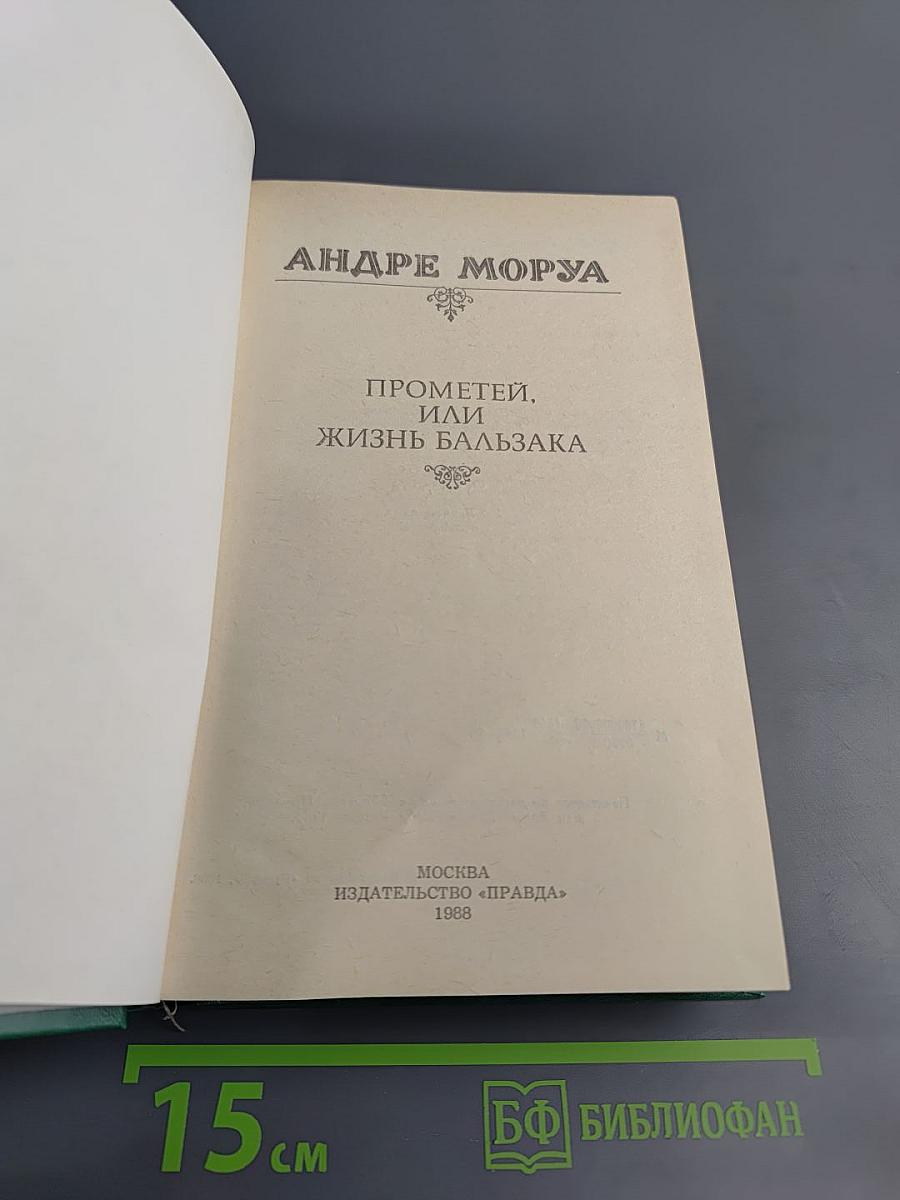 АНДРЕ МОРУА
ПРОМЕТЕЙ,
ИЛИ
ЖИЗНЬ БАЛЬЗАКА
МОСКВА
ИЗДАТЕЛЬСТВО «ПРАВДА»
1988
15 СМ
БФ БИБЛИОФАН